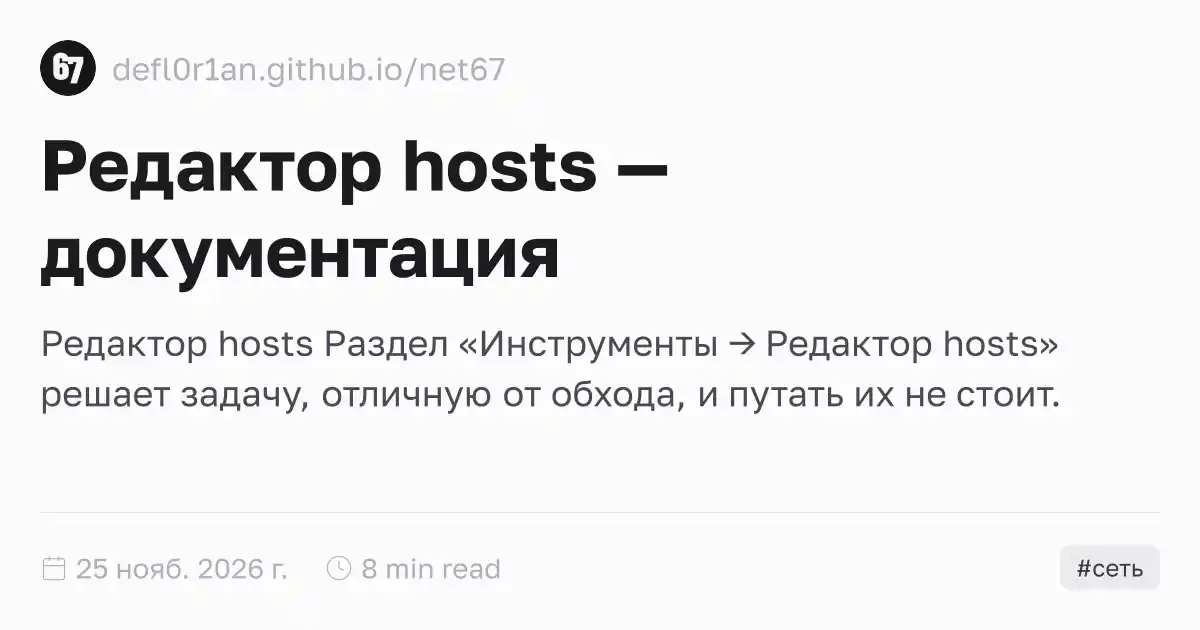 67 defl0r1an.github.io/net67
Редактор hosts —
документация
Редактор hosts Раздел «Инструменты → Редактор hosts»
решает задачу, отличную от обхода, и путать их не стоит.
25 нояб. 2026 г. 8 min read #сеть